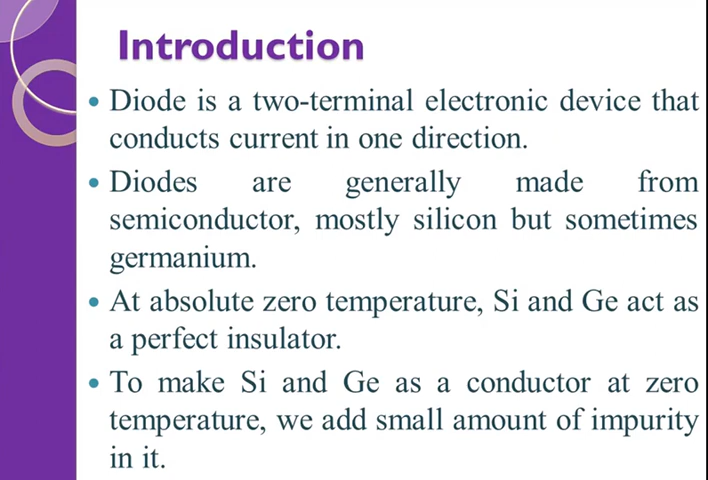 Introduction
• Diode is a two-terminal electronic device that
conducts current in one direction.
• Diodes are generally made from
semiconductor, mostly silicon but sometimes
germanium.
• At absolute zero temperature, Si and Ge act as
a perfect insulator.
• To make Si and Ge as a conductor at zero
temperature, we add small amount of impurity
in it.